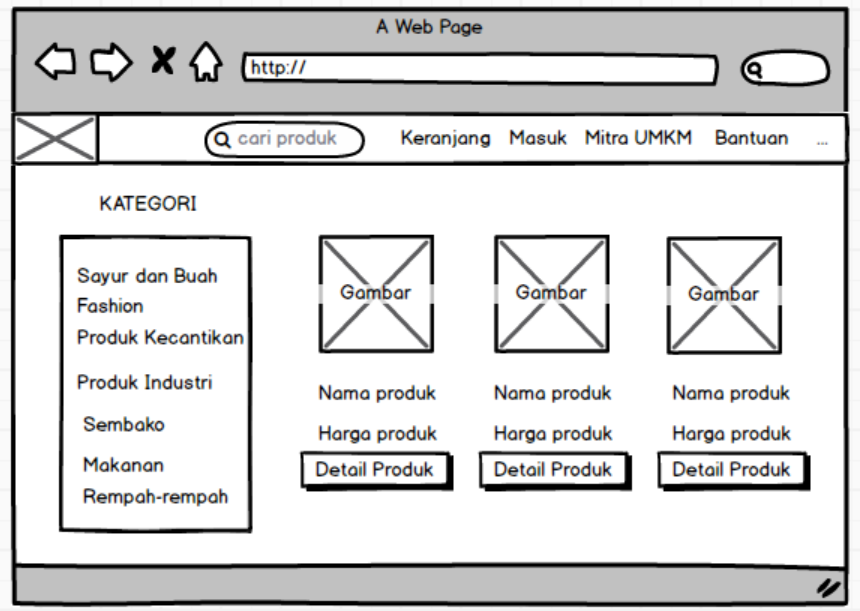 A Web Page
http://
cari produk Keranjang Masuk Mitra UMKM Bantuan ...
KATEGORI
Sayur dan Buah
Fashion
Produk Kecantikan
Produk Industri
Sembako
Makanan
Rempah-rempah
Gambar Gambar Gambar
Nama produk Nama produk Nama produk
Harga produk Harga produk Harga produk
Detail Produk Detail Produk Detail Produk